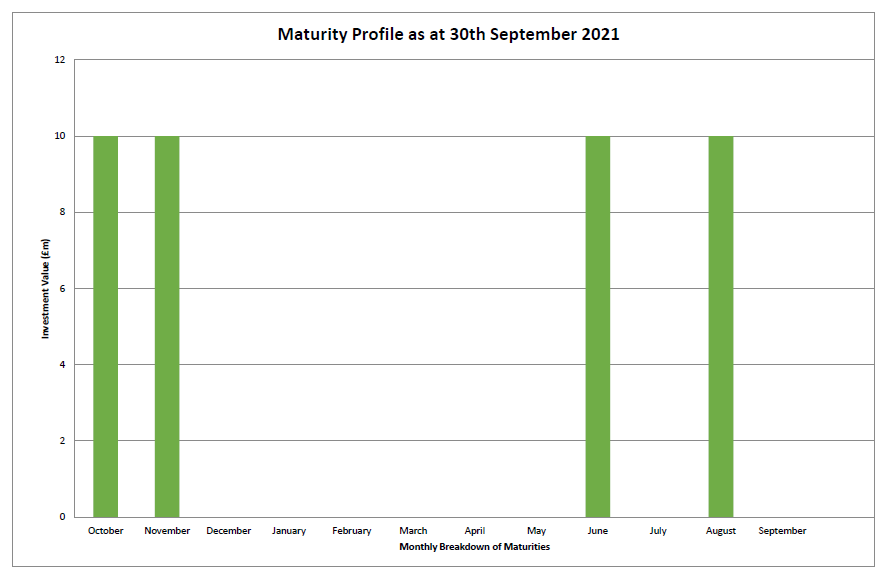 Maturity Profile as at 30th September 2021
12
10
8
6
4
2
0
Investment Value (£m)
October November December January February March April May June July August September
Monthly Breakdown of Maturities